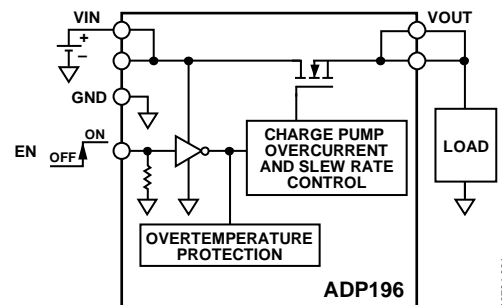 VIN
VOUT
+
–
GND
EN
ON
OFF
CHARGE PUMP
OVERCURRENT
AND SLEW RATE
CONTROL
LOAD
OVERTEMPERATURE
PROTECTION
ADP196